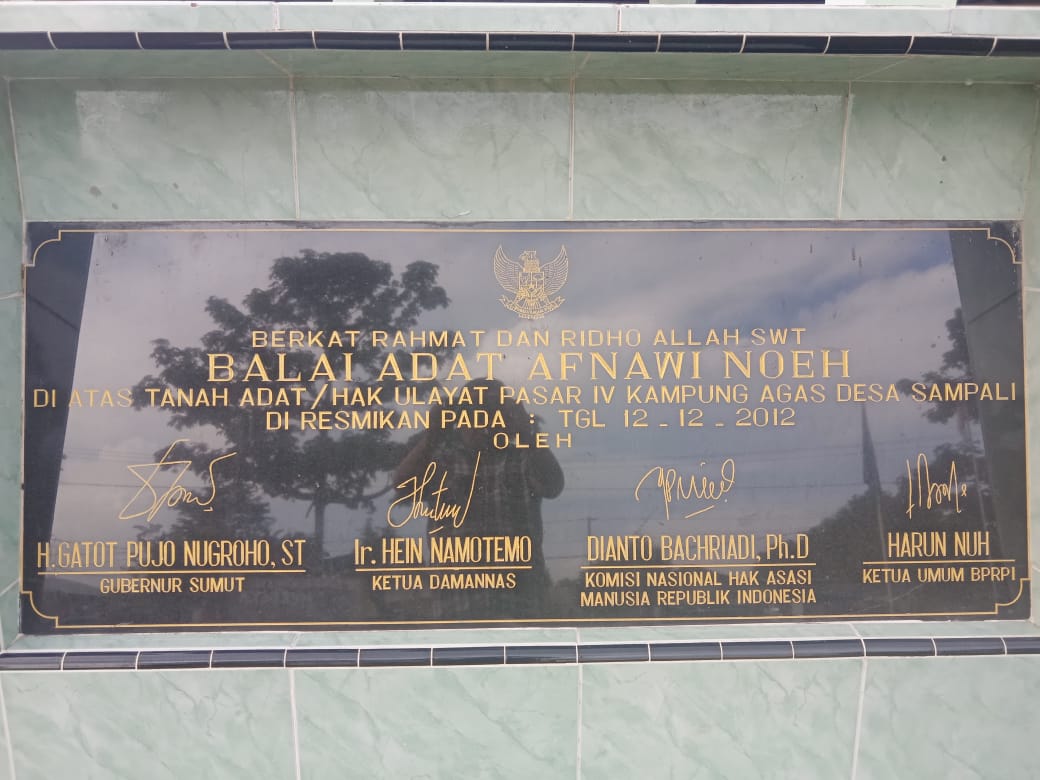 BERKAT RAHMAT DAN RIDHO ALLAH SWT
BALAI ADAT AFNAWI NOEH
DI ATAS TANAH ADAT/HAK ULAYAT PASAR IV KAMPUNG AGAS DESA SAMPALI
DI RESMIKAN PADA : TGL 12 - 12 - 2012
OLEH
H.GATOT PUJO NUGROHO, ST
GUBERNUR SUMUT
Ir. HEIN NAMOTEMO
KETUA DAMANNAS
DIANTO BACHRIADI, Ph.D
KOMISI NASIONAL HAK ASASI
MANUSIA REPUBLIK INDONESIA
HARUN NUH
KETUA UMUM BPRPI